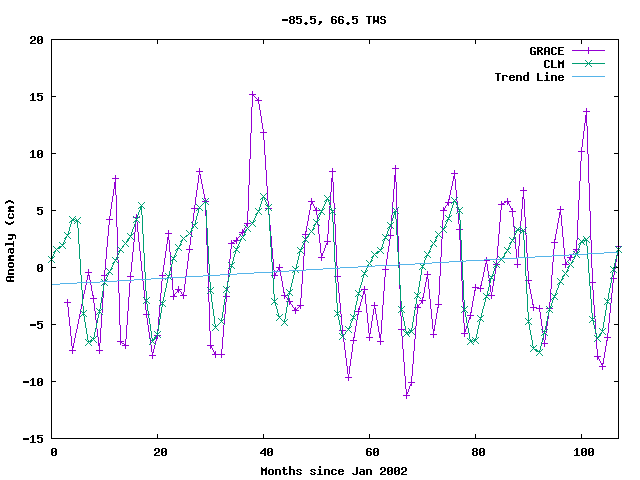 -85.5, 66.5 TWS
20
15
10
5
0
-5
-10
-15
Anomaly (cm)
GRACE
CLM
Trend Line
0 20 40 60 80 100
Months since Jan 2002